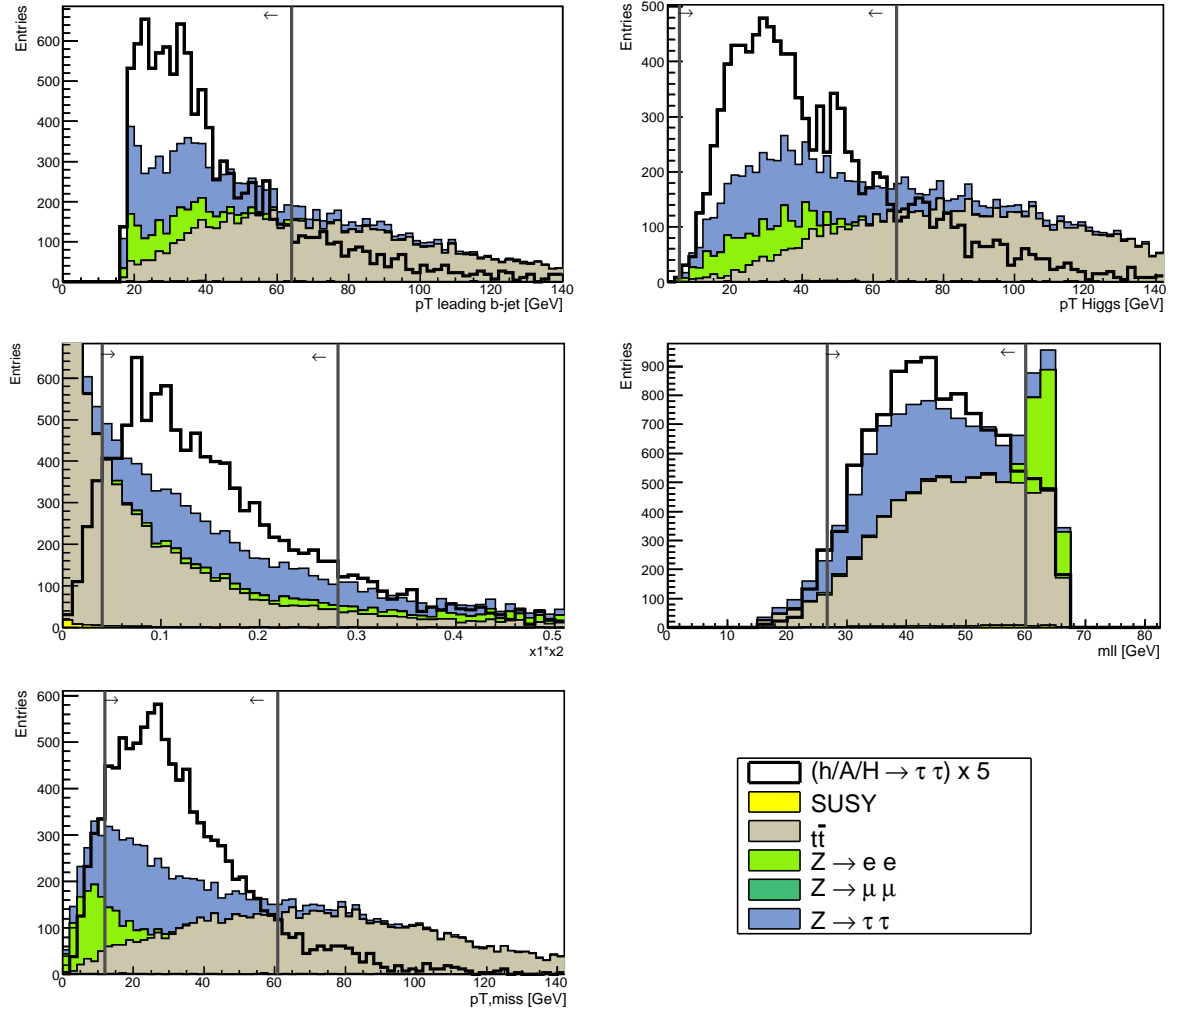 Entries
600
500
400
300
200
100
0
←
0 20 40 60 80 100 120 140
pT leading b-jet [GeV]
Entries
500
400
300
200
100
0
→ ←
20 40 60 80 100 120 140
pT Higgs [GeV]
Entries
600
500
400
300
200
100
0
→ ←
0 0.1 0.2 0.3 0.4 0.5
x1*x2
Entries
900
800
700
600
500
400
300
200
100
0
→ ←
0 10 20 30 40 50 60 70 80
mll [GeV]
Entries
600
500
400
300
200
100
0
→ ←
0 20 40 60 80 100 120 140
pT,miss [GeV]
(h/A/H → τ τ) x 5
SUSY
tt̄
Z → e e
Z → μ μ
Z → τ τ